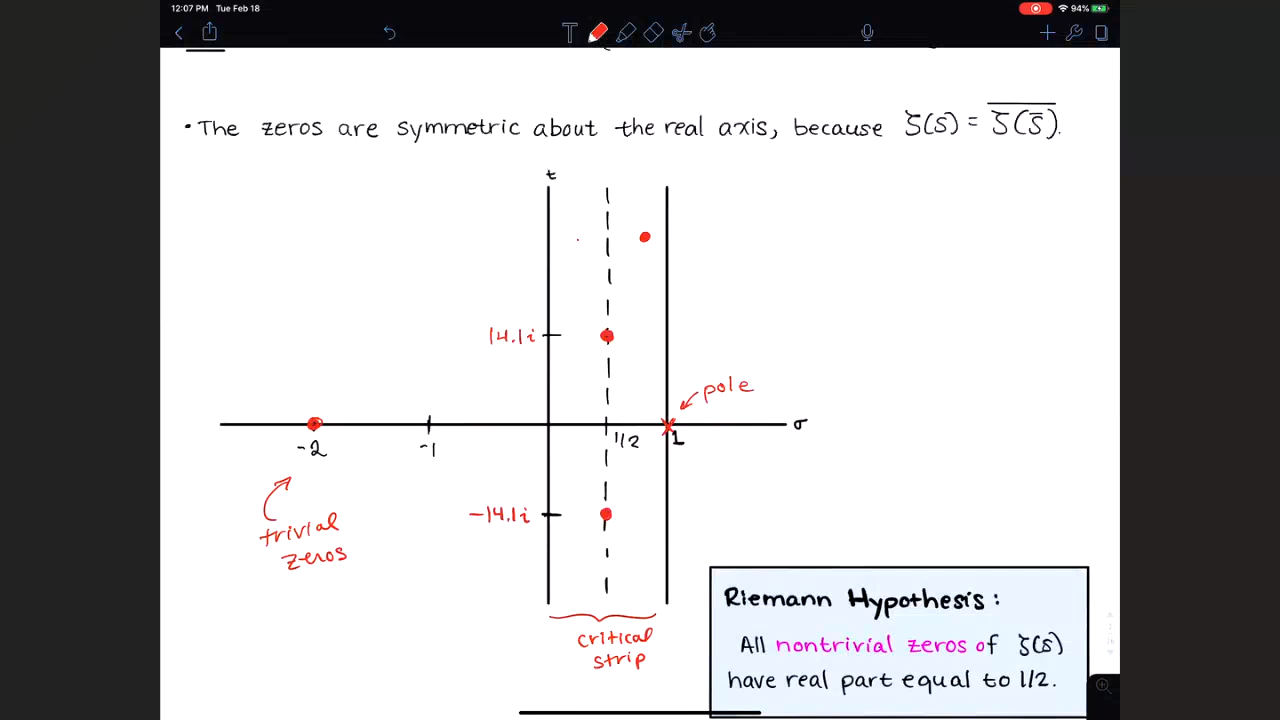 12:07 PM Tue Feb 18
94%
• The zeros are symmetric about the real axis, because ζ(s) = \overline{ζ(\overline{s})}.
t
14.1i
pole
σ
-2
-1
1/2
1
-14.1i
trivial
zeros
critical
strip
Riemann Hypothesis:
All nontrivial zeros of ζ(s)
have real part equal to 1/2.